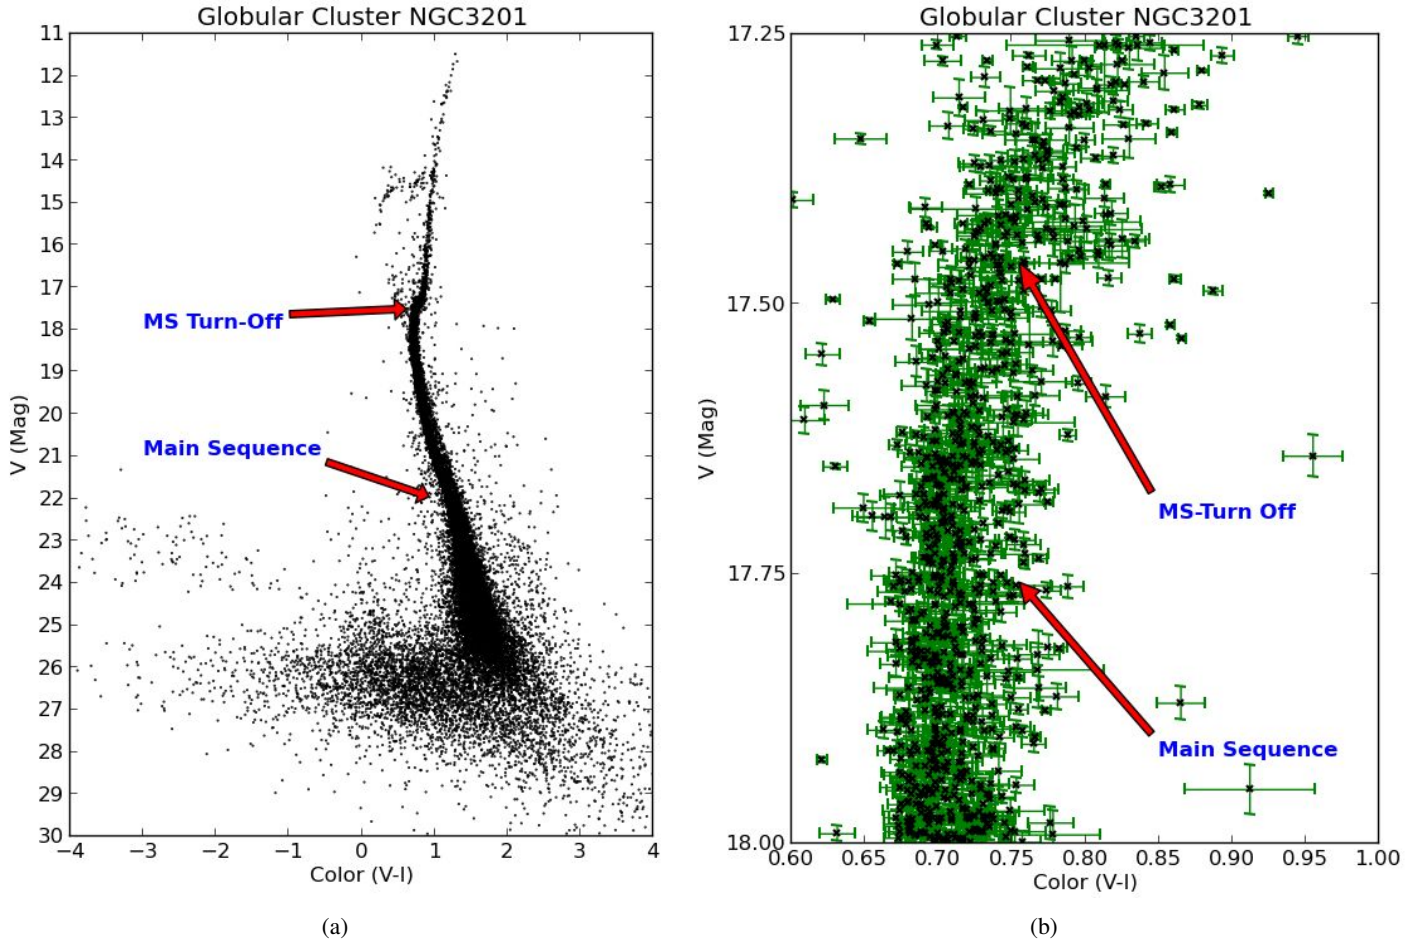 Globular Cluster NGC3201
11
12
13
14
15
16
17
18
19
20
21
22
23
24
25
26
27
28
29
30
V (Mag)
MS Turn-Off
Main Sequence
−4 −3 −2 −1 0 1 2 3 4
Color (V-I)
(a)
Globular Cluster NGC3201
17.25
17.50
17.75
18.00
V (Mag)
MS-Turn Off
Main Sequence
0.60 0.65 0.70 0.75 0.80 0.85 0.90 0.95 1.00
Color (V-I)
(b)